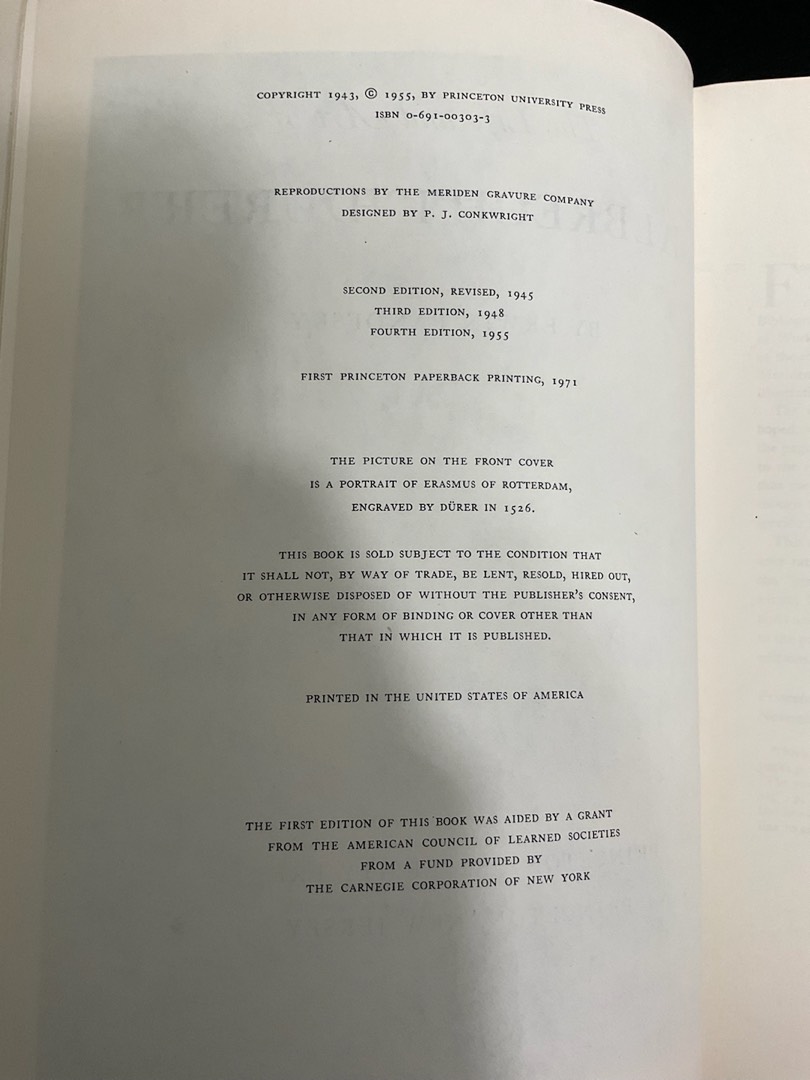 COPYRIGHT 1943, © 1955, BY PRINCETON UNIVERSITY PRESS
ISBN 0-691-00303-3
REPRODUCTIONS BY THE MERIDEN GRAVURE COMPANY
DESIGNED BY P. J. CONKWRIGHT
SECOND EDITION, REVISED, 1945
THIRD EDITION, 1948
FOURTH EDITION, 1955
FIRST PRINCETON PAPERBACK PRINTING, 1971
THE PICTURE ON THE FRONT COVER
IS A PORTRAIT OF ERASMUS OF ROTTERDAM,
ENGRAVED BY DÜRER IN 1526.
THIS BOOK IS SOLD SUBJECT TO THE CONDITION THAT
IT SHALL NOT, BY WAY OF TRADE, BE LENT, RESOLD, HIRED OUT,
OR OTHERWISE DISPOSED OF WITHOUT THE PUBLISHER'S CONSENT,
IN ANY FORM OF BINDING OR COVER OTHER THAN
THAT IN WHICH IT IS PUBLISHED.
PRINTED IN THE UNITED STATES OF AMERICA
THE FIRST EDITION OF THIS BOOK WAS AIDED BY A GRANT
FROM THE AMERICAN COUNCIL OF LEARNED SOCIETIES
FROM A FUND PROVIDED BY
THE CARNEGIE CORPORATION OF NEW YORK